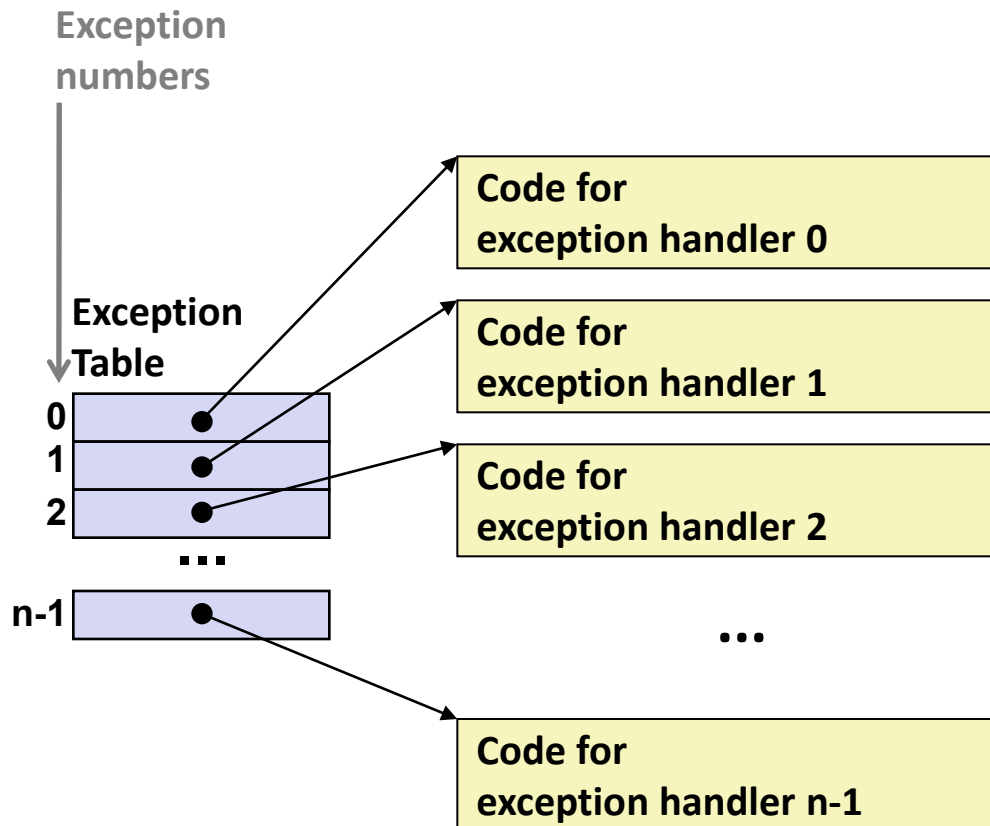 Exception
numbers
Code for
exception handler 0
Exception
Table
Code for
exception handler 1
0
1
2
Code for
exception handler 2
...
n-1
...
Code for
exception handler n-1